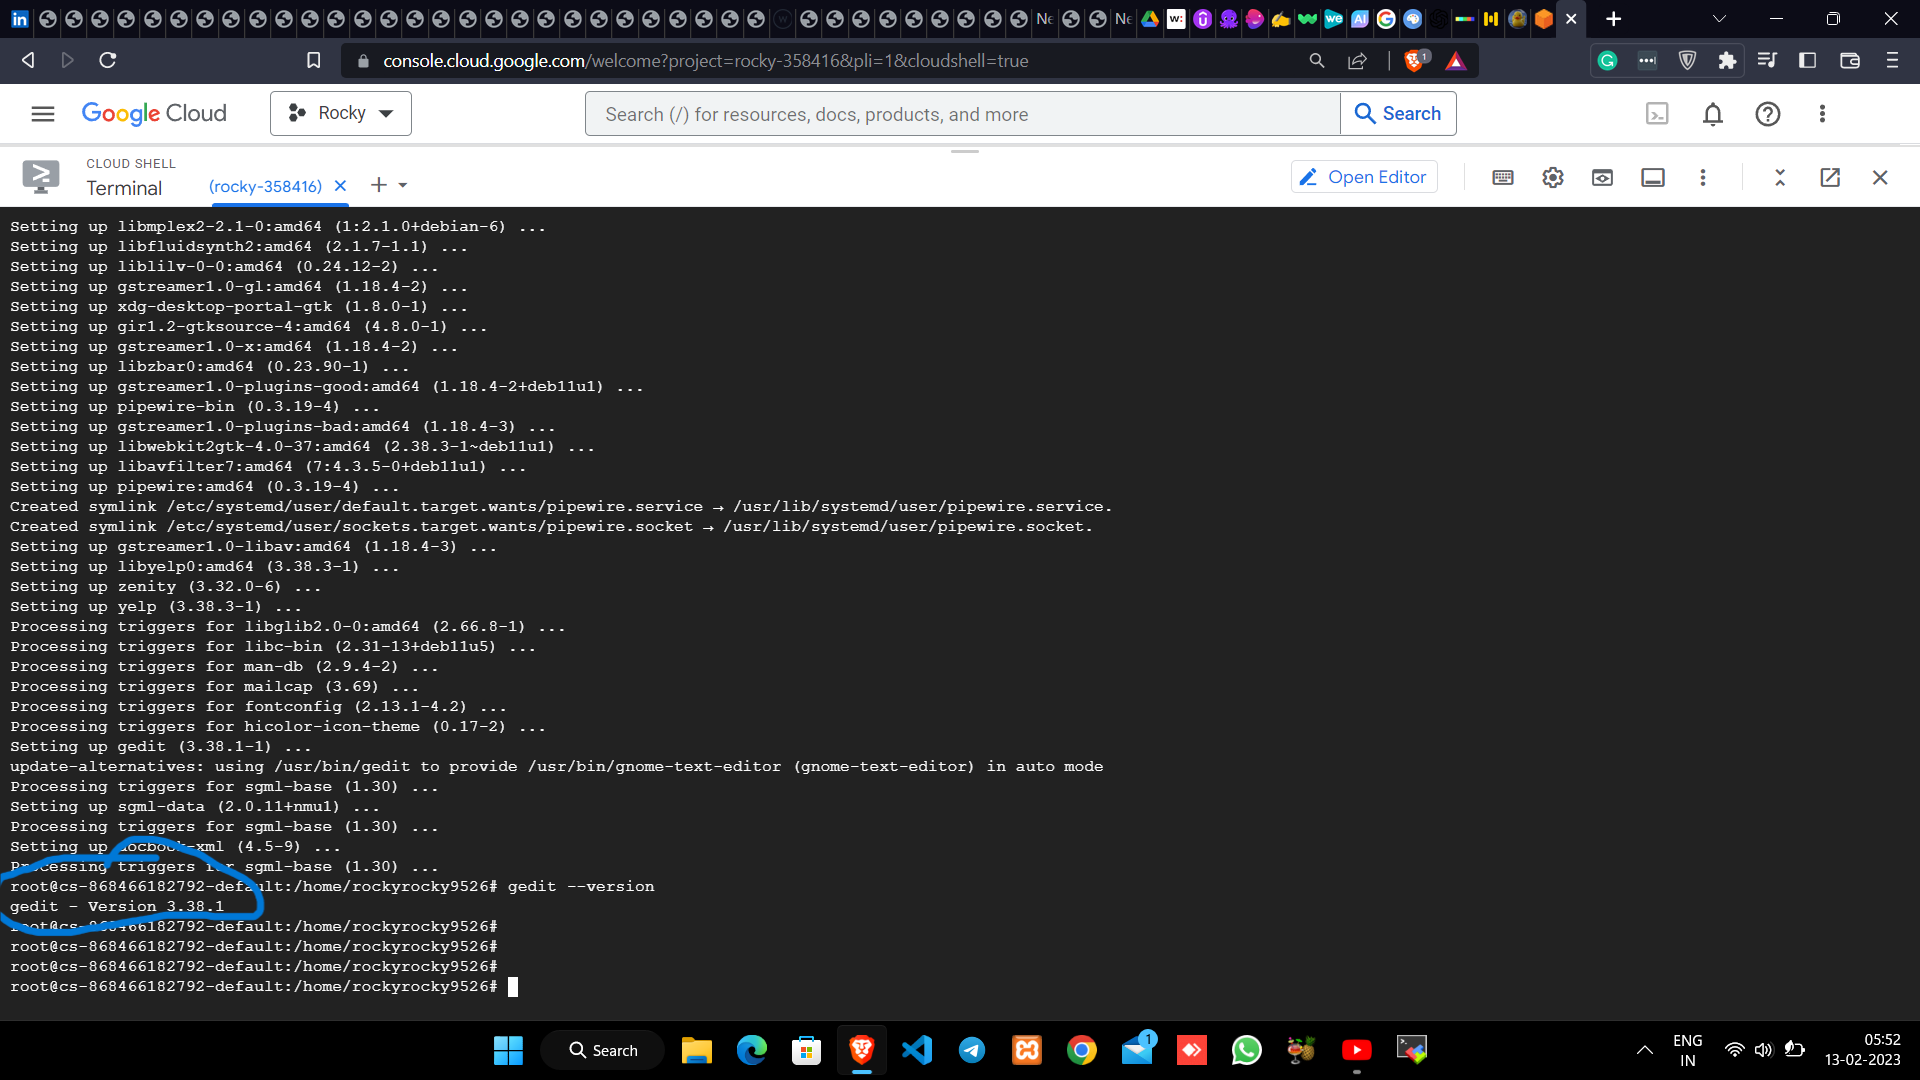 Ne
Ne
console.cloud.google.com/welcome?project=rocky-358416&pli=1&cloudshell=true
1
Google Cloud
Rocky
Search (/) for resources, docs, products, and more
Search
CLOUD SHELL
Terminal
(rocky-358416)
Open Editor
Setting up libmplex2-2.1-0:amd64 (1:2.1.0+debian-6) ...
Setting up libfluidsynth2:amd64 (2.1.7-1.1) ...
Setting up liblilv-0-0:amd64 (0.24.12-2) ...
Setting up gstreamer1.0-gl:amd64 (1.18.4-2) ...
Setting up xdg-desktop-portal-gtk (1.8.0-1) ...
Setting up gir1.2-gtksource-4:amd64 (4.8.0-1) ...
Setting up gstreamer1.0-x:amd64 (1.18.4-2) ...
Setting up libzbar0:amd64 (0.23.90-1) ...
Setting up gstreamer1.0-plugins-good:amd64 (1.18.4-2+deb11u1) ...
Setting up pipewire-bin (0.3.19-4) ...
Setting up gstreamer1.0-plugins-bad:amd64 (1.18.4-3) ...
Setting up libwebkit2gtk-4.0-37:amd64 (2.38.3-1~deb11u1) ...
Setting up libavfilter7:amd64 (7:4.3.5-0+deb11u1) ...
Setting up pipewire:amd64 (0.3.19-4) ...
Created symlink /etc/systemd/user/default.target.wants/pipewire.service → /usr/lib/systemd/user/pipewire.service.
Created symlink /etc/systemd/user/sockets.target.wants/pipewire.socket → /usr/lib/systemd/user/pipewire.socket.
Setting up gstreamer1.0-libav:amd64 (1.18.4-3) ...
Setting up libyelp0:amd64 (3.38.3-1) ...
Setting up zenity (3.32.0-6) ...
Setting up yelp (3.38.3-1) ...
Processing triggers for libglib2.0-0:amd64 (2.66.8-1) ...
Processing triggers for libc-bin (2.31-13+deb11u5) ...
Processing triggers for man-db (2.9.4-2) ...
Processing triggers for mailcap (3.69) ...
Processing triggers for fontconfig (2.13.1-4.2) ...
Processing triggers for hicolor-icon-theme (0.17-2) ...
Setting up gedit (3.38.1-1) ...
update-alternatives: using /usr/bin/gedit to provide /usr/bin/gnome-text-editor (gnome-text-editor) in auto mode
Processing triggers for sgml-base (1.30) ...
Setting up sgml-data (2.0.11+nmu1) ...
Processing triggers for sgml-base (1.30) ...
Setting up docbook-xml (4.5-9) ...
Processing triggers for sgml-base (1.30) ...
root@cs-868466182792-default:/home/rockyrocky9526# gedit --version
gedit - Version 3.38.1
root@cs-868466182792-default:/home/rockyrocky9526#
root@cs-868466182792-default:/home/rockyrocky9526#
root@cs-868466182792-default:/home/rockyrocky9526#
root@cs-868466182792-default:/home/rockyrocky9526#
Search
1
ENG
IN
05:52
13-02-2023